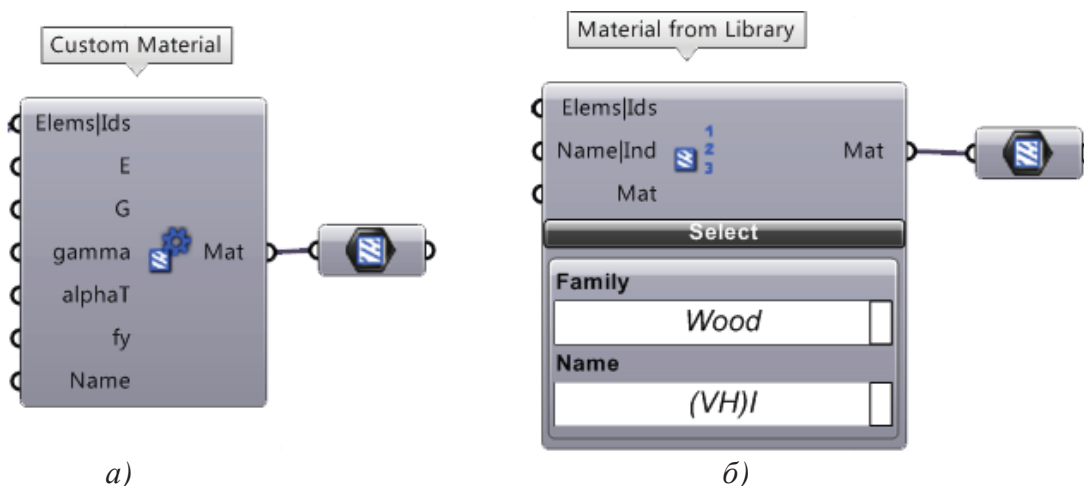 Custom Material
Elems|Ids
E
G
gamma
alphaT
fy
Name
Mat
а)
Material from Library
Elems|Ids
Name|Ind
Mat
1
2
3
Mat
Select
Family
Wood
Name
(VH)I
б)